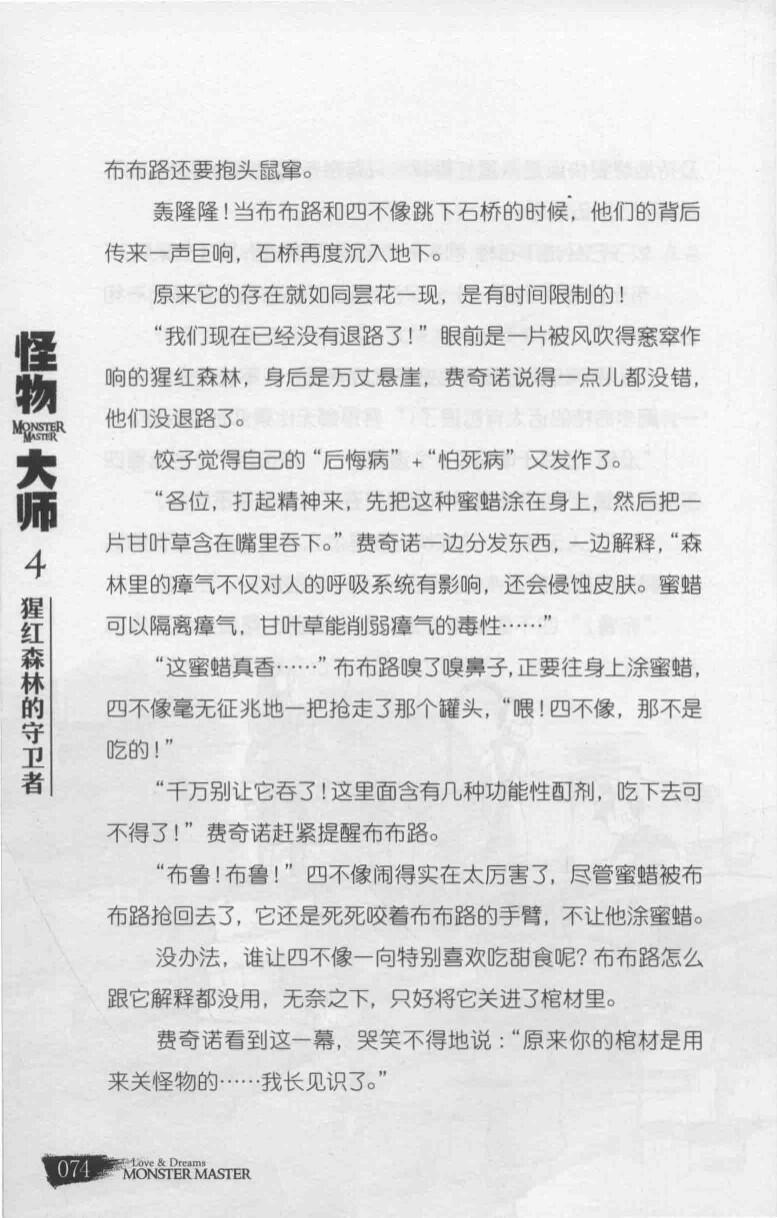 布布路还要抱头鼠窜。
轰隆隆！当布布路和四不像跳下石桥的时候，他们的背后
传来一声巨响，石桥再度沉入地下。
原来它的存在就如同昙花一现，是有时间限制的！
“我们现在已经没有退路了！”眼前是一片被风吹得窸窣作
响的猩红森林，身后是万丈悬崖，费奇诺说得一点儿都没错，
他们没退路了。
饺子觉得自己的“后悔病”+“怕死病”又发作了。
“各位，打起精神来，先把这种蜜蜡涂在身上，然后把一
片甘叶草含在嘴里吞下。”费奇诺一边分发东西，一边解释，“森
林里的瘴气不仅对人的呼吸系统有影响，还会侵蚀皮肤。蜜蜡
可以隔离瘴气，甘叶草能削弱瘴气的毒性……”
“这蜜蜡真香……”布布路嗅了嗅鼻子，正要往身上涂蜜蜡，
四不像毫无征兆地一把抢走了那个罐头，“喂！四不像，那不是
吃的！”
“千万别让它吞了！这里面含有几种功能性酊剂，吃下去可
不得了！”费奇诺赶紧提醒布布路。
“布鲁！布鲁！”四不像闹得实在太厉害了，尽管蜜蜡被布
布路抢回去了，它还是死死咬着布布路的手臂，不让他涂蜜蜡。
没办法，谁让四不像一向特别喜欢吃甜食呢？布布路怎么
跟它解释都没用，无奈之下，只好将它关进了棺材里。
费奇诺看到这一幕，哭笑不得地说：“原来你的棺材是用
来关怪物的……我长见识了。”
怪物
MONSTER
MASTER
大师
4
猩红森林的守卫者
074
Love & Dreams
MONSTER MASTER